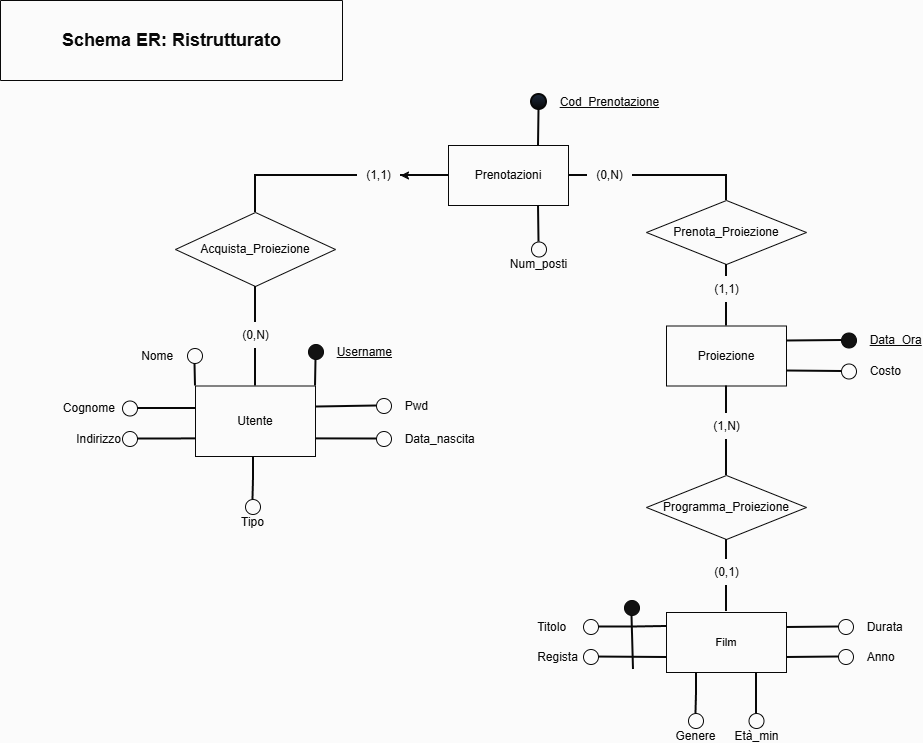 Schema ER: Ristrutturato
Cod_Prenotazione
(1,1)
Prenotazioni
(0,N)
Acquista_Proiezione
Prenota_Proiezione
Num_posti
(1,1)
(0,N)
Nome
Username
Proiezione
Data_Ora
Costo
Cognome
Utente
Pwd
Indirizzo
Data_nascita
(1,N)
Tipo
Programma_Proiezione
(0,1)
Titolo
Film
Durata
Regista
Anno
Genere
Età_min